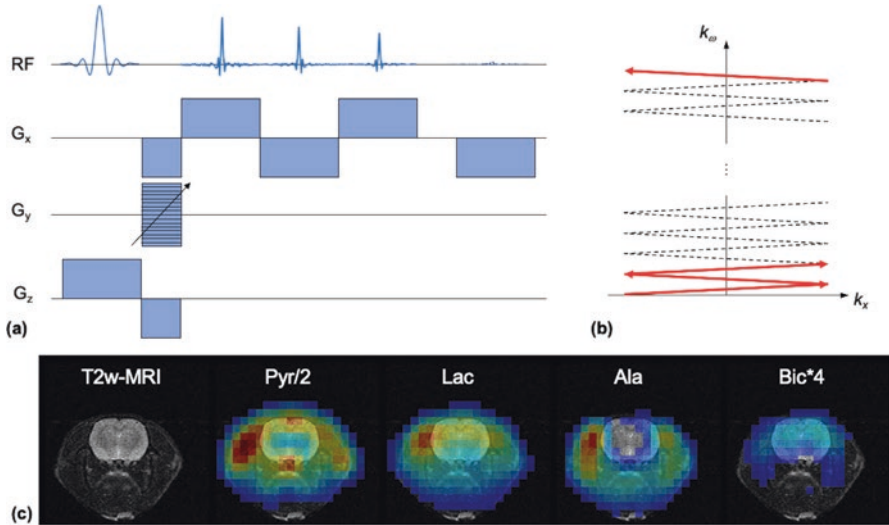 RF
Gx
Gy
Gz
(a)
kω
kx
(b)
T2w-MRI
Pyr/2
Lac
Ala
Bic*4
(c)